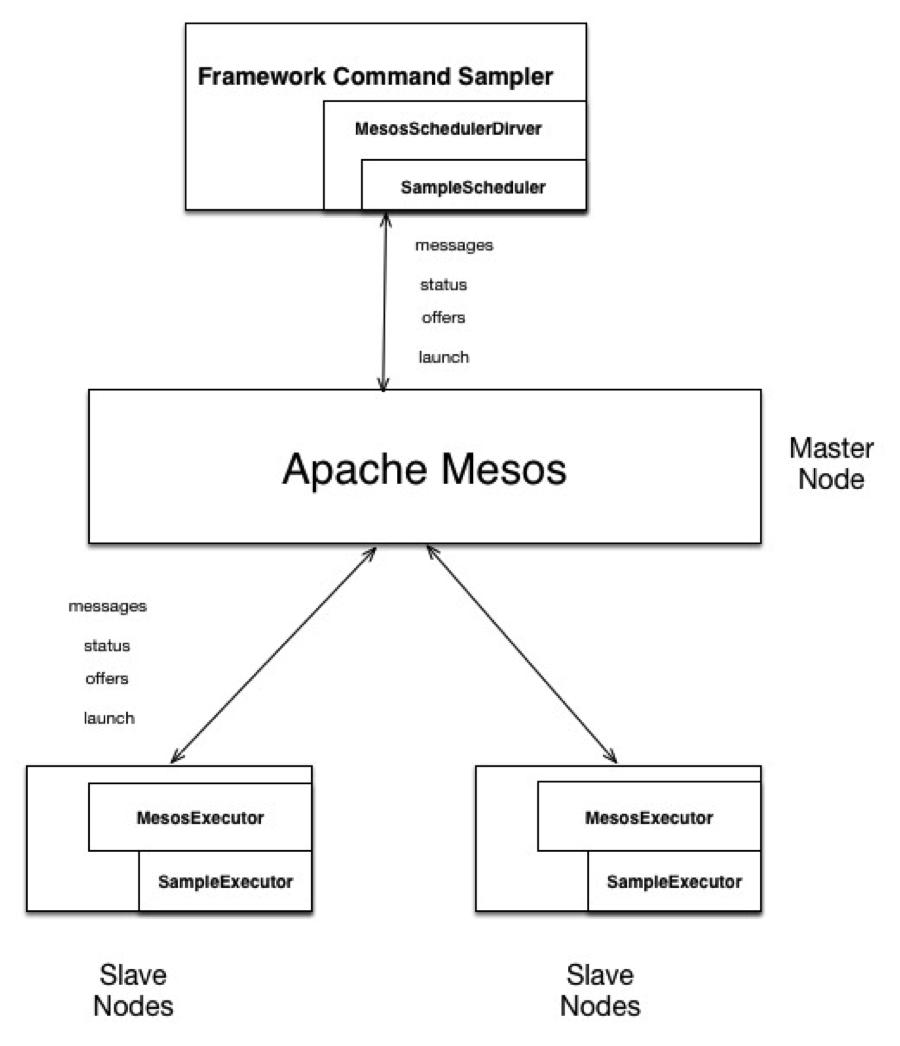 Framework Command Sampler
MesosSchedulerDirver
SampleScheduler
messages
status
offers
launch
Apache Mesos
Master
Node
messages
status
offers
launch
MesosExecutor
SampleExecutor
MesosExecutor
SampleExecutor
Slave
Nodes
Slave
Nodes